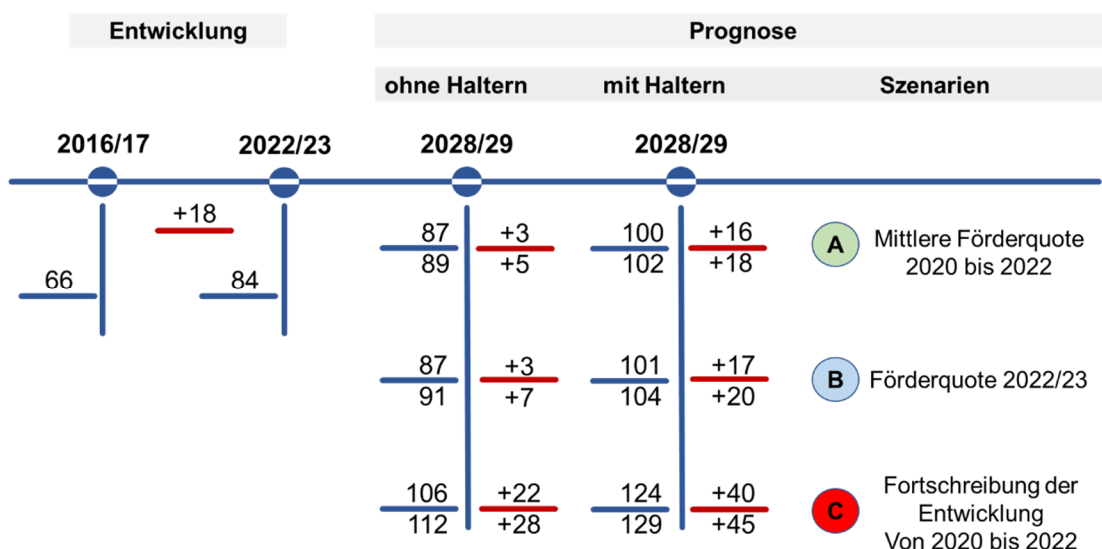 Entwicklung
Prognose
ohne Haltern
mit Haltern
Szenarien
2016/17
2022/23
2028/29
2028/29
+18
66
84
87
+3
89
+5
100
+16
102
+18
A
Mittlere Förderquote
2020 bis 2022
87
+3
91
+7
101
+17
104
+20
B
Förderquote 2022/23
106
+22
112
+28
124
+40
129
+45
C
Fortschreibung der
Entwicklung
Von 2020 bis 2022